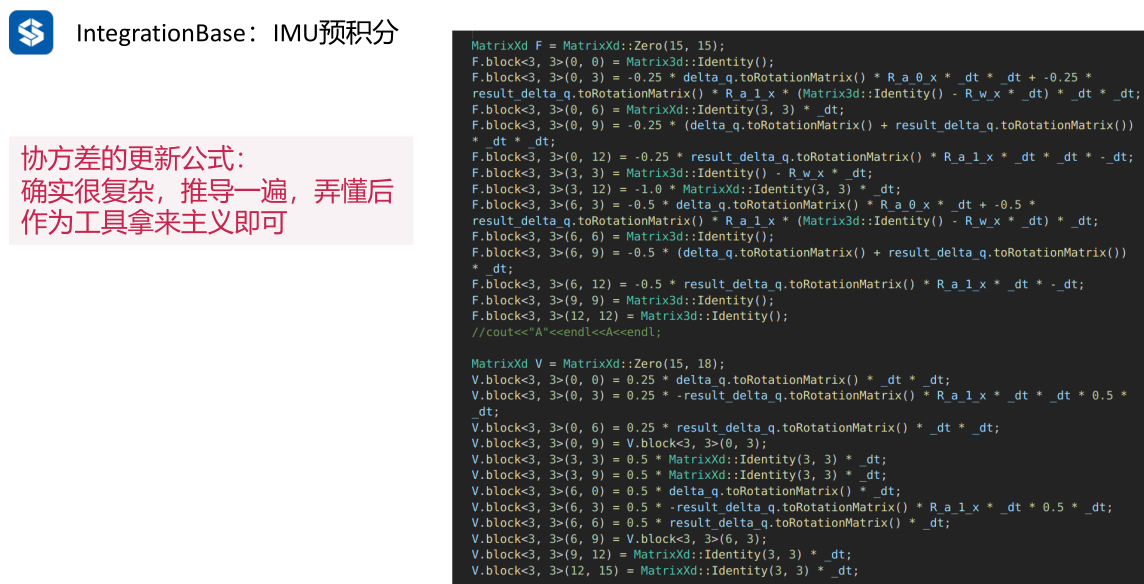 IntegrationBase：IMU预积分
协方差的更新公式：
确实很复杂，推导一遍，弄懂后
作为工具拿来主义即可
MatrixXd F = MatrixXd::Zero(15, 15);
F.block<3, 3>(0, 0) = Matrix3d::Identity();
F.block<3, 3>(0, 3) = -0.25 * delta_q.toRotationMatrix() * R_a_0_x * _dt * _dt + -0.25 *
result_delta_q.toRotationMatrix() * R_a_1_x * (Matrix3d::Identity() - R_w_x * _dt) * _dt * _dt;
F.block<3, 3>(0, 6) = MatrixXd::Identity(3, 3) * _dt;
F.block<3, 3>(0, 9) = -0.25 * (delta_q.toRotationMatrix() + result_delta_q.toRotationMatrix())
* _dt * _dt;
F.block<3, 3>(0, 12) = -0.25 * result_delta_q.toRotationMatrix() * R_a_1_x * _dt * _dt * -_dt;
F.block<3, 3>(3, 3) = Matrix3d::Identity() - R_w_x * _dt;
F.block<3, 3>(3, 12) = -1.0 * MatrixXd::Identity(3, 3) * _dt;
F.block<3, 3>(6, 3) = -0.5 * delta_q.toRotationMatrix() * R_a_0_x * _dt + -0.5 *
result_delta_q.toRotationMatrix() * R_a_1_x * (Matrix3d::Identity() - R_w_x * _dt) * _dt;
F.block<3, 3>(6, 6) = Matrix3d::Identity();
F.block<3, 3>(6, 9) = -0.5 * (delta_q.toRotationMatrix() + result_delta_q.toRotationMatrix())
* _dt;
F.block<3, 3>(6, 12) = -0.5 * result_delta_q.toRotationMatrix() * R_a_1_x * _dt * -_dt;
F.block<3, 3>(9, 9) = Matrix3d::Identity();
F.block<3, 3>(12, 12) = Matrix3d::Identity();
//cout<<"A"<<endl<<A<<endl;
MatrixXd V = MatrixXd::Zero(15, 18);
V.block<3, 3>(0, 0) = 0.25 * delta_q.toRotationMatrix() * _dt * _dt;
V.block<3, 3>(0, 3) = 0.25 * -result_delta_q.toRotationMatrix() * R_a_1_x * _dt * _dt * 0.5 *
_dt;
V.block<3, 3>(0, 6) = 0.25 * result_delta_q.toRotationMatrix() * _dt * _dt;
V.block<3, 3>(0, 9) = V.block<3, 3>(0, 3);
V.block<3, 3>(3, 3) = 0.5 * MatrixXd::Identity(3, 3) * _dt;
V.block<3, 3>(3, 9) = 0.5 * MatrixXd::Identity(3, 3) * _dt;
V.block<3, 3>(6, 0) = 0.5 * delta_q.toRotationMatrix() * _dt;
V.block<3, 3>(6, 3) = 0.5 * -result_delta_q.toRotationMatrix() * R_a_1_x * _dt * 0.5 * _dt;
V.block<3, 3>(6, 6) = 0.5 * result_delta_q.toRotationMatrix() * _dt;
V.block<3, 3>(6, 9) = V.block<3, 3>(6, 3);
V.block<3, 3>(9, 12) = MatrixXd::Identity(3, 3) * _dt;
V.block<3, 3>(12, 15) = MatrixXd::Identity(3, 3) * _dt;